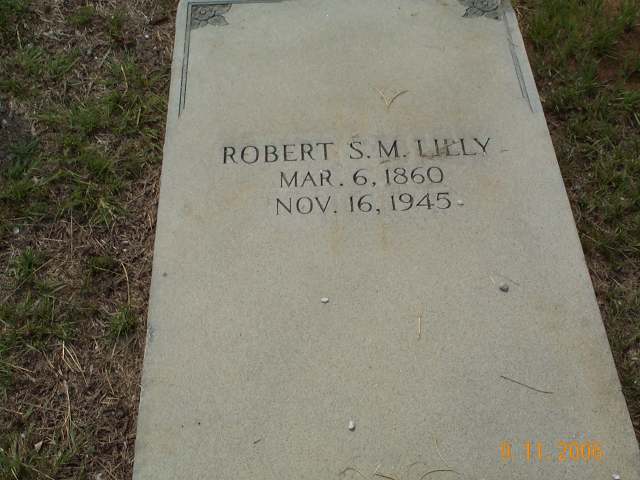 ROBERT S. M. LILLY
MAR. 6, 1860
NOV. 16, 1945
9 11 2006